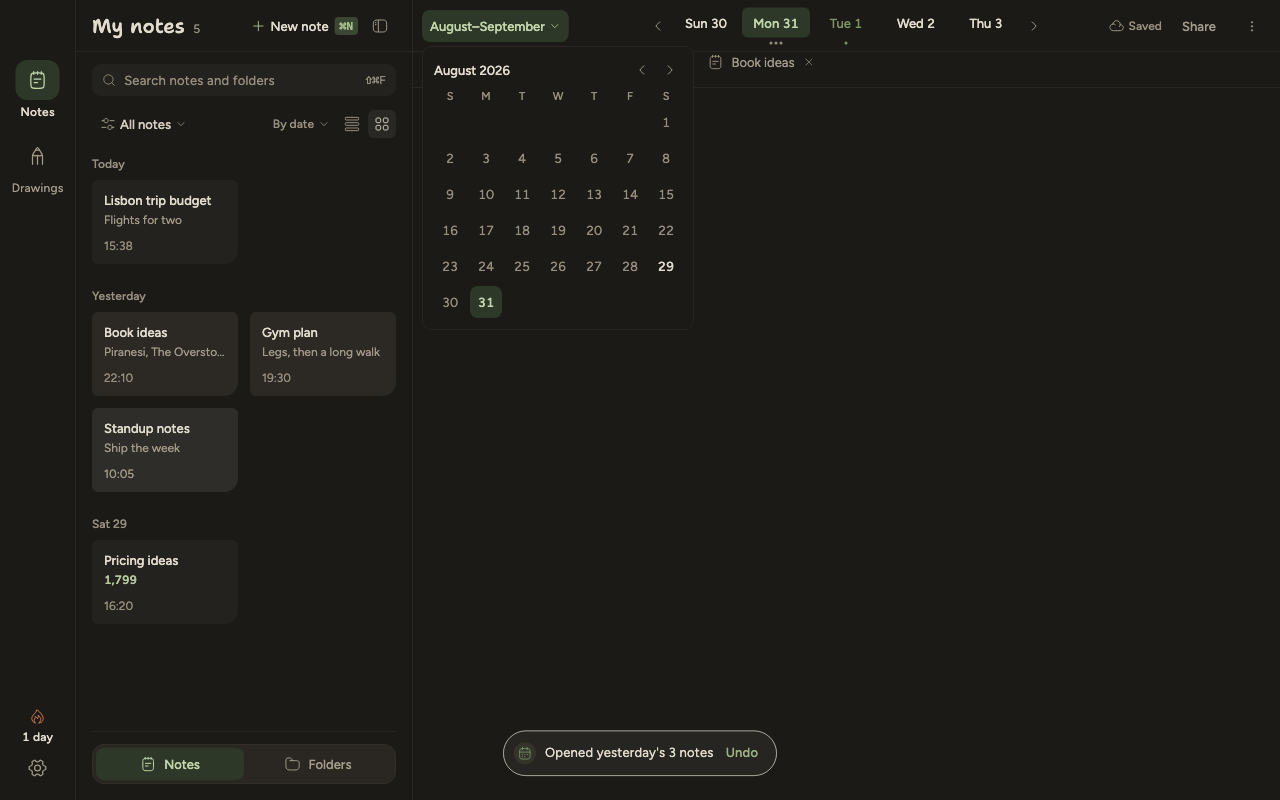 My notes 5
New note ⌘N
August–September
Sun 30
Mon 31
Tue 1
Wed 2
Thu 3
Saved
Share
Notes
Drawings
Search notes and folders
⇧⌘F
All notes
By date
Today
Lisbon trip budget
Flights for two
15:38
Yesterday
Book ideas
Piranesi, The Oversto...
22:10
Gym plan
Legs, then a long walk
19:30
Standup notes
Ship the week
10:05
Sat 29
Pricing ideas
1,799
16:20
1 day
Notes
Folders
August 2026
S M T W T F S
1
2 3 4 5 6 7 8
9 10 11 12 13 14 15
16 17 18 19 20 21 22
23 24 25 26 27 28 29
30 31
Book ideas
Opened yesterday's 3 notes Undo